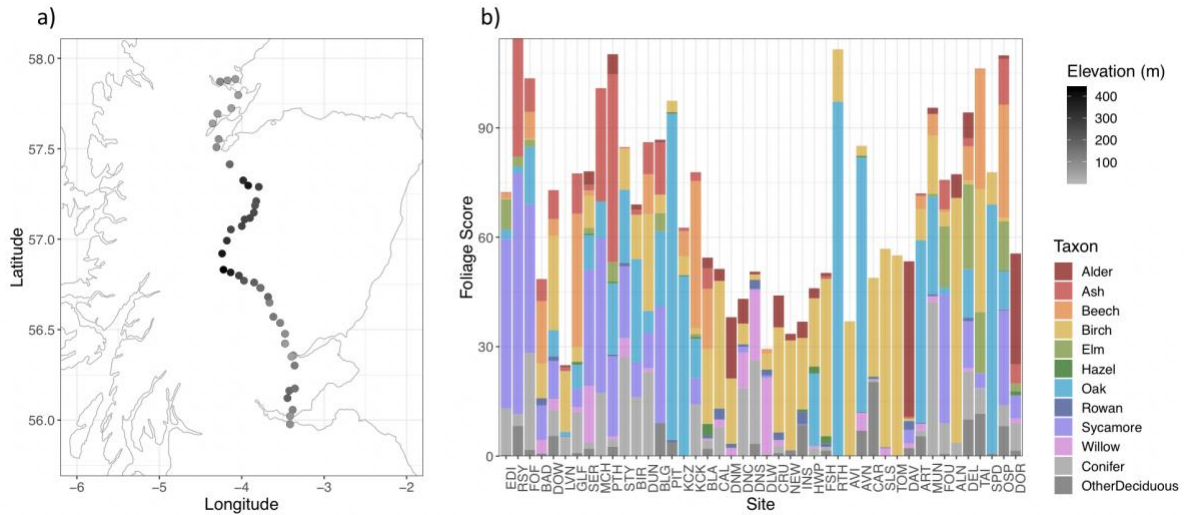 a)
58.0
57.5
57.0
56.5
56.0
Latitude
−6
−5
−4
−3
−2
Longitude
b)
90
60
30
0
Foliage Score
EDI
RSY
FOF
BAD
DOW
LVN
GLF
SER
MCH
PTH
STY
BIR
DUN
BLG
PIT
KCZ
KCK
BLA
CAL
DNM
DNC
DNS
DLW
CRU
NEW
INS
HWP
FSH
RTH
AVI
AVN
CAR
SLS
TOM
DAV
ART
MUN
FOU
ALN
DEL
TAI
SPD
OSP
DOR
Site
Elevation (m)
400
300
200
100
Taxon
Alder
Ash
Beech
Birch
Elm
Hazel
Oak
Rowan
Sycamore
Willow
Conifer
OtherDeciduous